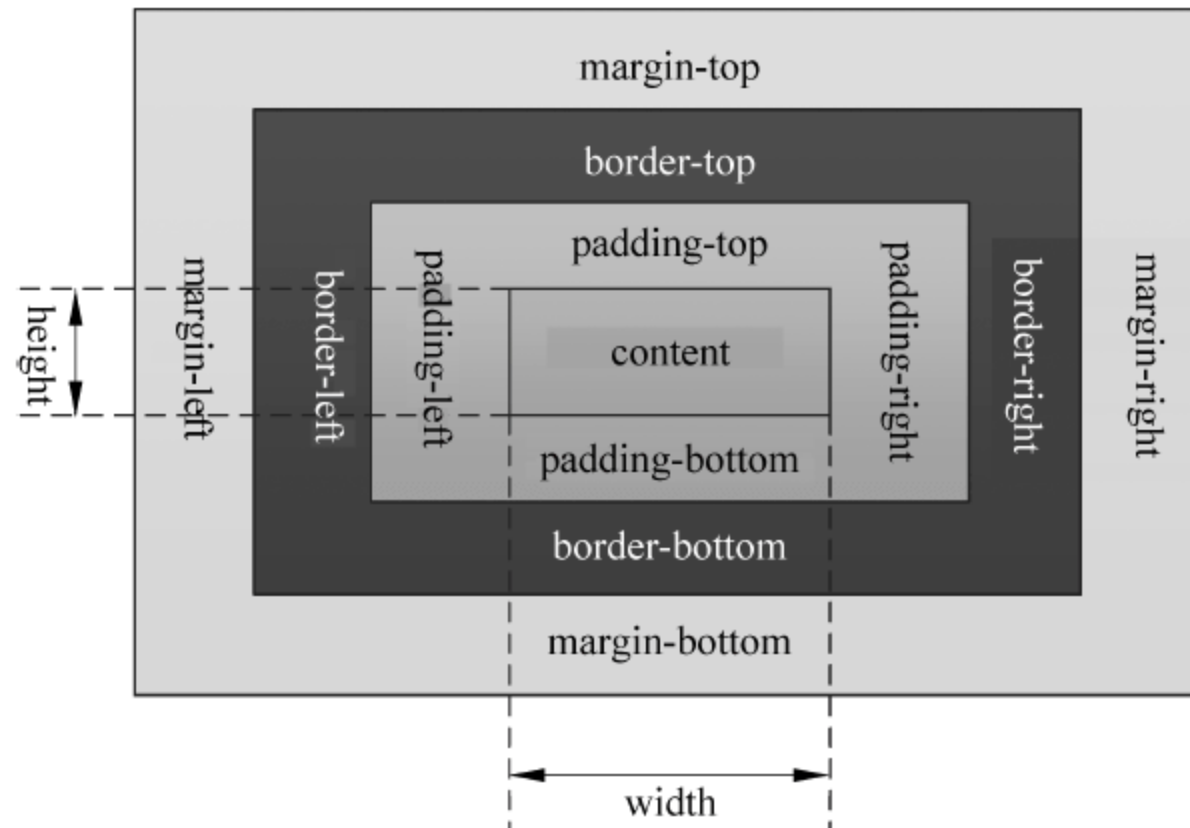 margin-top
border-top
padding-top
height
margin-left
border-left
padding-left
content
padding-right
border-right
margin-right
padding-bottom
border-bottom
margin-bottom
width